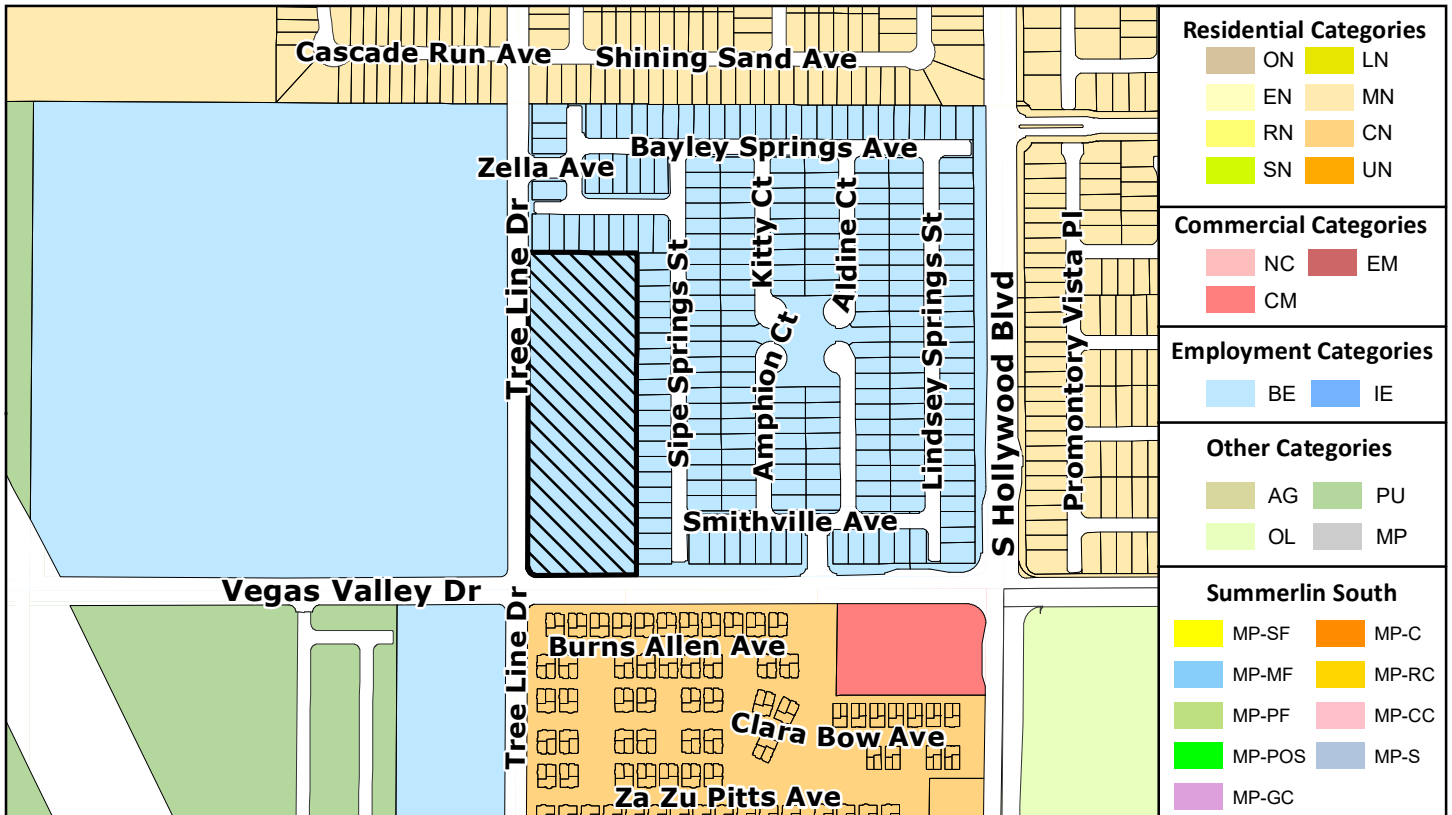 Cascade Run Ave
Shining Sand Ave
Bayley Springs Ave
Zella Ave
Tree Line Dr
Sipe Springs St
Kitty Ct
Aldine Ct
Amphion Ct
Lindsey Springs St
S Hollywood Blvd
Promontory Vista Pl
Smithville Ave
Vegas Valley Dr
Tree Line Dr
Burns Allen Ave
Clara Bow Ave
Za Zu Pitts Ave
Residential Categories
ON LN
EN MN
RN CN
SN UN
Commercial Categories
NC EM
CM
Employment Categories
BE IE
Other Categories
AG PU
OL MP
Summerlin South
MP-SF MP-C
MP-MF MP-RC
MP-PF MP-CC
MP-POS MP-S
MP-GC